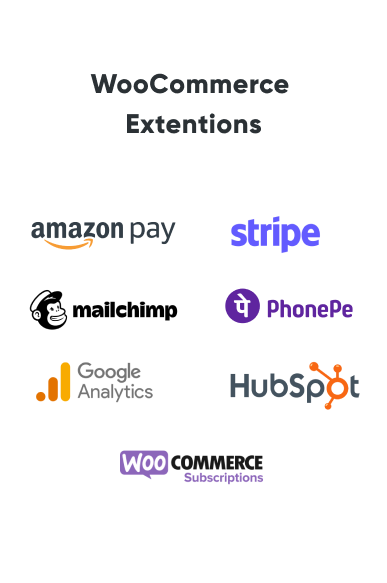 WooCommerce
Extentions
amazon pay
stripe
mailchimp
पे PhonePe
Google
Analytics
HubSpot
WOO COMMERCE
Subscriptions